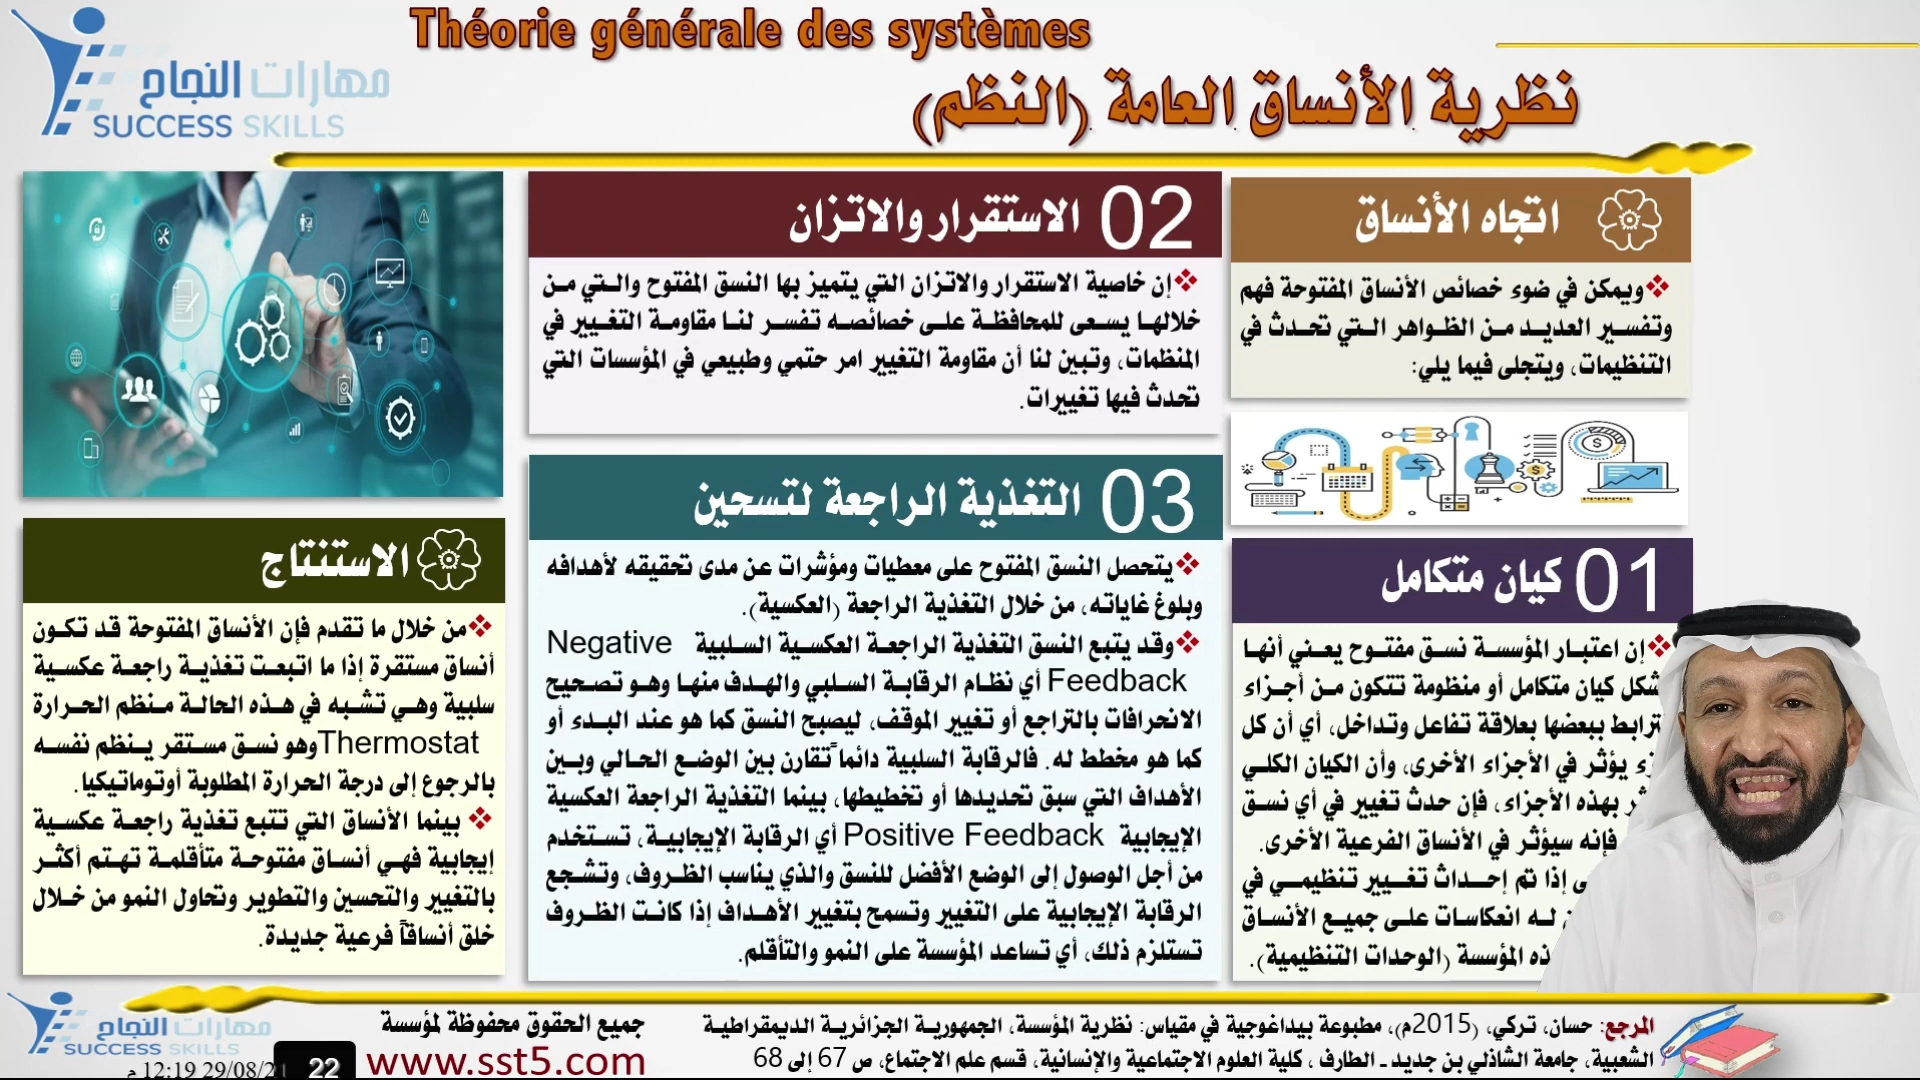 Théorie générale des systèmes
نظرية الأنساق العامة (النظم)
مهارات النجاح
SUCCESS SKILLS
اتجاه الأنساق
ويمكن في ضوء خصائص الأنساق المفتوحة فهم
وتفسير العديد من الظواهر التي تحدث في
التنظيمات، ويتجلى فيما يلي:
01 كيان متكامل
إن اعتبار المؤسسة نسق مفتوح يعني أنها
شكل كيان متكامل أو منظومة تتكون من أجزاء
ترابط ببعضها بعلاقة تفاعل وتداخل، أي أن كل
يؤثر في الأجزاء الأخرى، وأن الكيان الكلي
بهذه الأجزاء، فإن حدث تغيير في أي نسق
فإنه سيؤثر في الأنساق الفرعية الأخرى.
إذا تم إحداث تغيير تنظيمي في
له انعكاسات على جميع الأنساق
المؤسسة (الوحدات التنظيمية).
02 الاستقرار والاتزان
إن خاصية الاستقرار والاتزان التي يتميز بها النسق المفتوح والتي من
خلالها يسعى للمحافظة على خصائصه تفسر لنا مقاومة التغيير في
المنظمات، وتبين لنا أن مقاومة التغيير امر حتمي وطبيعي في المؤسسات التي
تحدث فيها تغييرات.
03 التغذية الراجعة لتسحين
يتحصل النسق المفتوح على معطيات ومؤشرات عن مدى تحقيقه لأهدافه
وبلوغ غاياته، من خلال التغذية الراجعة (العكسية).
وقد يتبع النسق التغذية الراجعة العكسية السلبية Negative
Feedback أي نظام الرقابة السلبي والهدف منها وهو تصحيح
الانحرافات بالتراجع أو تغيير الموقف، ليصبح النسق كما هو عند البدء أو
كما هو مخطط له. فالرقابة السلبية دائماً تقارن بين الوضع الحالي وبين
الأهداف التي سبق تحديدها أو تخطيطها، بينما التغذية الراجعة العكسية
الإيجابية Positive Feedback أي الرقابة الإيجابية، تستخدم
من أجل الوصول إلى الوضع الأفضل للنسق والذي يناسب الظروف، وتشجع
الرقابة الإيجابية على التغيير وتسمح بتغيير الأهداف إذا كانت الظروف
تستلزم ذلك، أي تساعد المؤسسة على النمو والتأقلم.
الاستنتاج
من خلال ما تقدم فإن الأنساق المفتوحة قد تكون
أنساق مستقرة إذا ما اتبعت تغذية راجعة عكسية
سلبية وهي تشبه في هذه الحالة منظم الحرارة
Thermostat وهو نسق مستقر ينظم نفسه
بالرجوع إلى درجة الحرارة المطلوبة أوتوماتيكيا.
بينما الأنساق التي تتبع تغذية راجعة عكسية
إيجابية فهي أنساق مفتوحة متأقلمة تهتم أكثر
بالتغيير والتحسين والتطوير وتحاول النمو من خلال
خلق أنساقاً فرعية جديدة.
المرجع: حسان، تركي، (2015م)، مطبوعة بيداغوجية في مقياس: نظرية المؤسسة، الجمهورية الجزائرية الديمقراطية
الشعبية، جامعة الشاذلي بن جديد ـ الطارف ، كلية العلوم الاجتماعية والإنسانية، قسم علم الاجتماع، ص 67 إلى 68
جميع الحقوق محفوظة لمؤسسة
www.sst5.com
22
مهارات النجاح
SUCCESS SKILLS